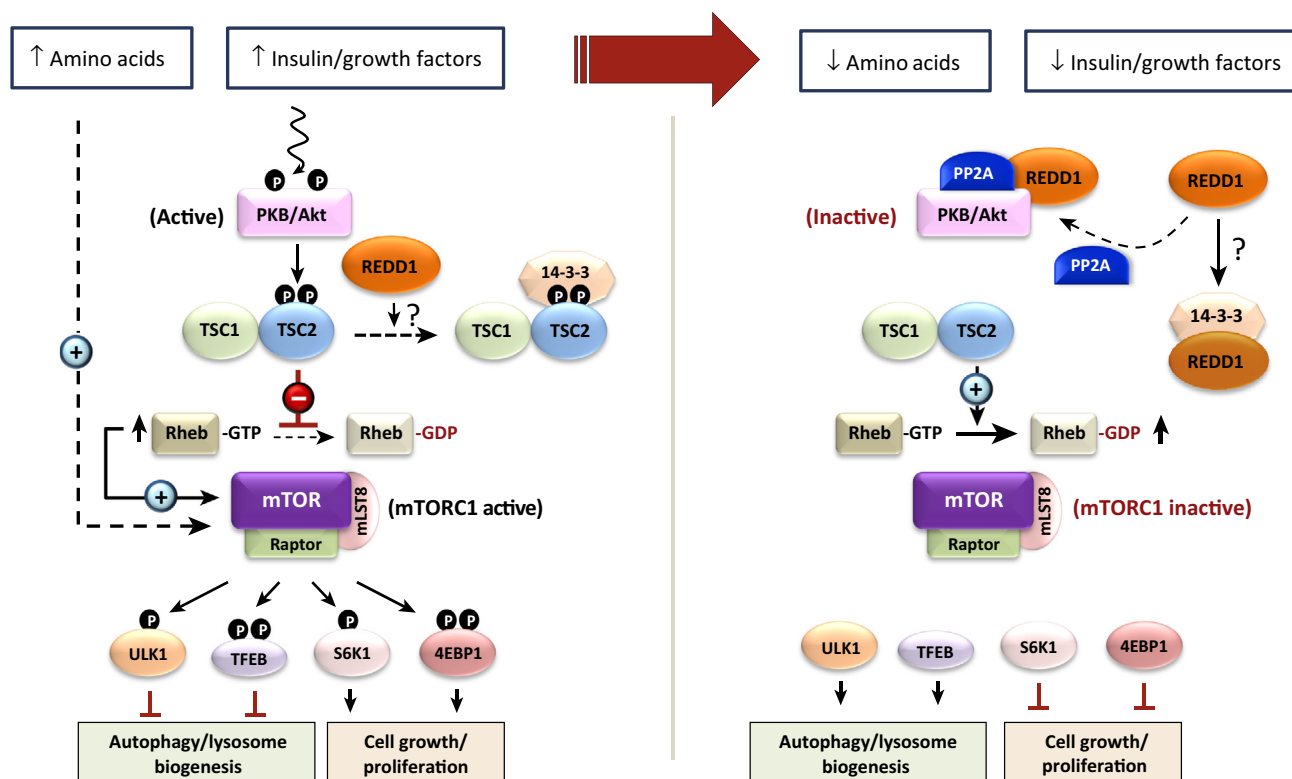 ↑ Amino acids
↑ Insulin/growth factors
P P
(Active)
PKB/Akt
REDD1
14-3-3
P P
P P
?
TSC1
TSC2
TSC1
TSC2
+
−
Rheb -GTP
Rheb -GDP
+
mTOR
mLST8
(mTORC1 active)
Raptor
P
P P
P
P P
ULK1
TFEB
S6K1
4EBP1
Autophagy/lysosome
biogenesis
Cell growth/
proliferation
↓ Amino acids
↓ Insulin/growth factors
PP2A
REDD1
REDD1
(Inactive)
PKB/Akt
?
PP2A
14-3-3
REDD1
TSC1
TSC2
+
Rheb -GTP
Rheb -GDP
mTOR
mLST8
(mTORC1 inactive)
Raptor
ULK1
TFEB
S6K1
4EBP1
Autophagy/lysosome
biogenesis
Cell growth/
proliferation